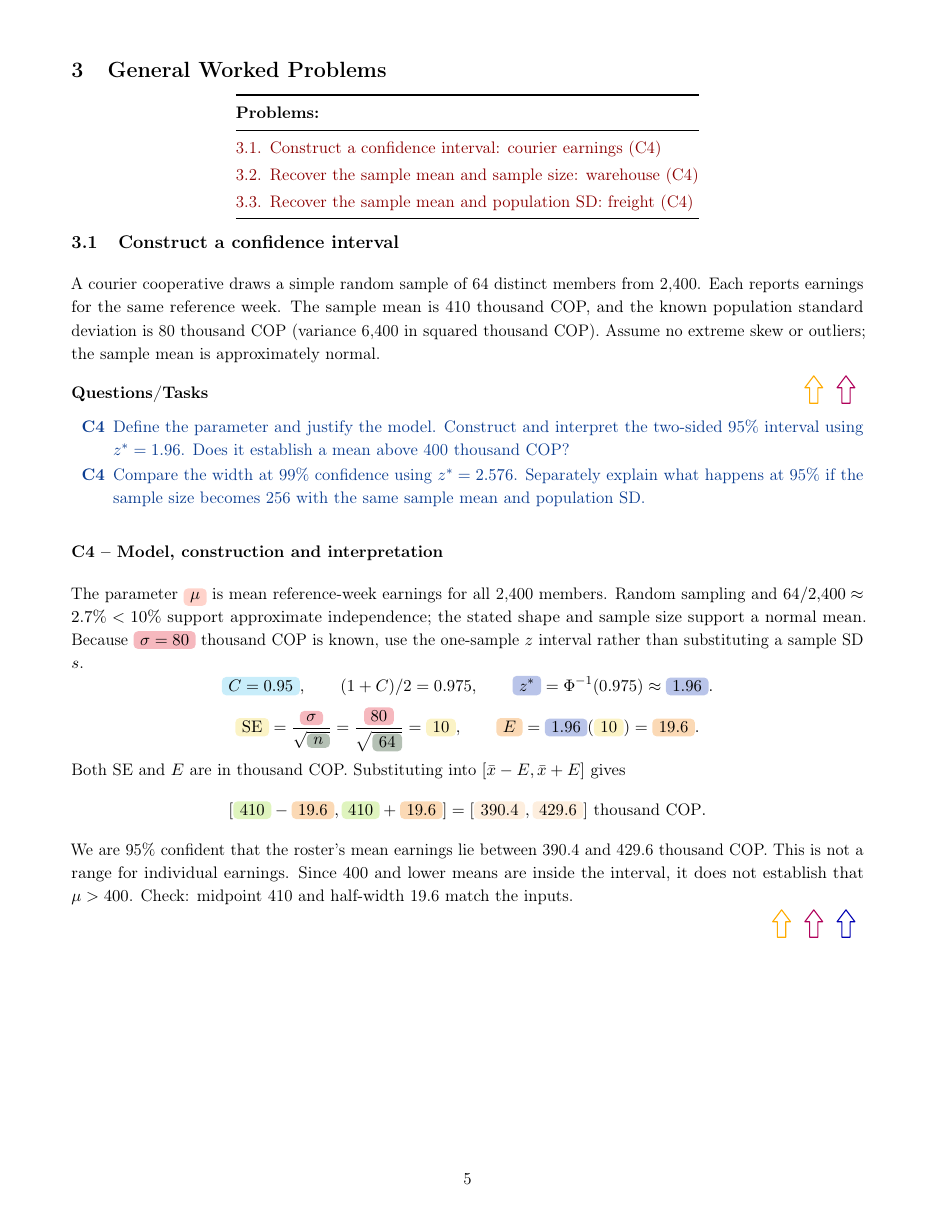 3 General Worked Problems
Problems:
3.1. Construct a confidence interval: courier earnings (C4)
3.2. Recover the sample mean and sample size: warehouse (C4)
3.3. Recover the sample mean and population SD: freight (C4)
3.1 Construct a confidence interval
A courier cooperative draws a simple random sample of 64 distinct members from 2,400. Each reports earnings
for the same reference week. The sample mean is 410 thousand COP, and the known population standard
deviation is 80 thousand COP (variance 6,400 in squared thousand COP). Assume no extreme skew or outliers;
the sample mean is approximately normal.
Questions/Tasks
C4 Define the parameter and justify the model. Construct and interpret the two-sided 95% interval using
z* = 1.96. Does it establish a mean above 400 thousand COP?
C4 Compare the width at 99% confidence using z* = 2.576. Separately explain what happens at 95% if the
sample size becomes 256 with the same sample mean and population SD.
C4 – Model, construction and interpretation
The parameter μ is mean reference-week earnings for all 2,400 members. Random sampling and 64/2,400 ≈
2.7% < 10% support approximate independence; the stated shape and sample size support a normal mean.
Because σ = 80 thousand COP is known, use the one-sample z interval rather than substituting a sample SD
s.
C = 0.95, (1 + C)/2 = 0.975, z* = Φ⁻¹(0.975) ≈ 1.96.
SE = σ/√n = 80/√64 = 10, E = 1.96(10) = 19.6.
Both SE and E are in thousand COP. Substituting into [x̄ − E, x̄ + E] gives
[410 − 19.6, 410 + 19.6] = [390.4, 429.6] thousand COP.
We are 95% confident that the roster's mean earnings lie between 390.4 and 429.6 thousand COP. This is not a
range for individual earnings. Since 400 and lower means are inside the interval, it does not establish that
μ > 400. Check: midpoint 410 and half-width 19.6 match the inputs.
5